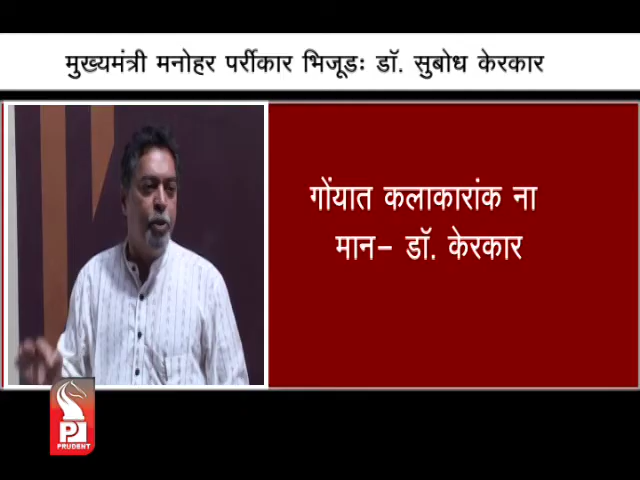 मुख्यमंत्री मनोहर पर्रीकार भिजूडः डॉ. सुबोध केरकार
गोंयात कलाकारांक ना
मान– डॉ. केरकार
P
PRUDENT